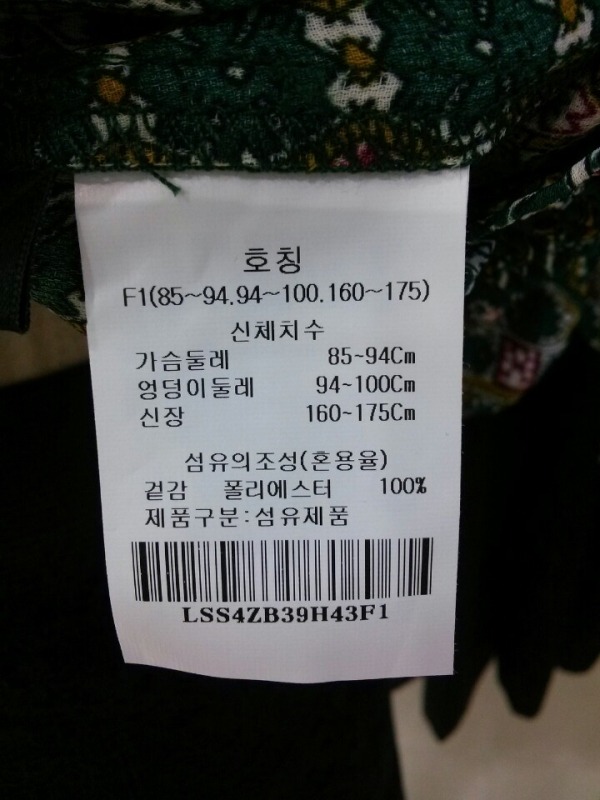 호칭
F1(85~94.94~100.160~175)
신체치수
가슴둘레 85~94Cm
엉덩이둘레 94~100Cm
신장 160~175Cm
섬유의조성(혼용율)
겉감 폴리에스터 100%
제품구분:섬유제품
LSS4ZB39H43F1